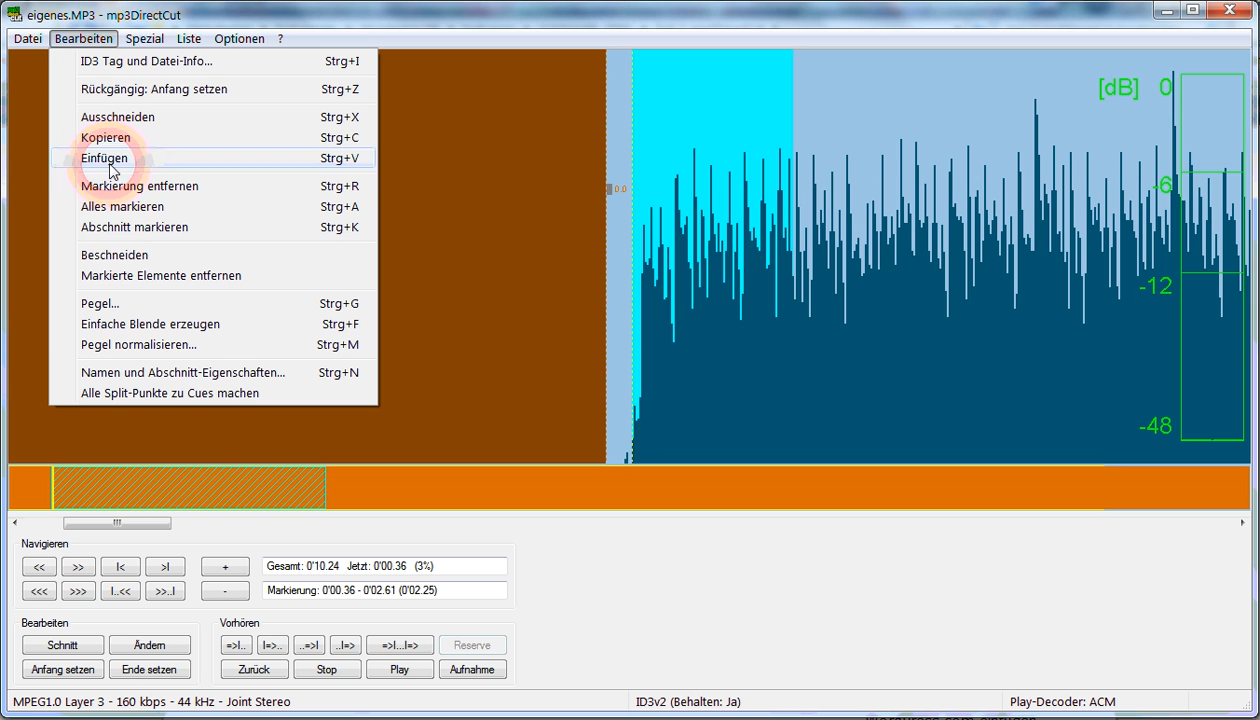 eigenes.MP3 - mp3DirectCut
Datei Bearbeiten Spezial Liste Optionen ?
ID3 Tag und Datei-Info... Strg+I
Rückgängig: Anfang setzen Strg+Z
Ausschneiden Strg+X
Kopieren Strg+C
Einfügen Strg+V
Markierung entfernen Strg+R
Alles markieren Strg+A
Abschnitt markieren Strg+K
Beschneiden
Markierte Elemente entfernen
Pegel... Strg+G
Einfache Blende erzeugen Strg+F
Pegel normalisieren... Strg+M
Namen und Abschnitt-Eigenschaften... Strg+N
Alle Split-Punkte zu Cues machen
0.0
[dB] 0
-6
-12
-48
Navigieren
<< >> I< >I + Gesamt: 0'10.24 Jetzt: 0'00.36 (3%)
<<< >>> I..<< >>..I - Markierung: 0'00.36 - 0'02.61 (0'02.25)
Bearbeiten Vorhören
Schnitt Ändern =>I.. I=>.. ..=>I ..I=> =>I...I=> Reserve
Anfang setzen Ende setzen Zurück Stop Play Aufnahme
MPEG1.0 Layer 3 - 160 kbps - 44 kHz - Joint Stereo ID3v2 (Behalten: Ja) Play-Decoder: ACM